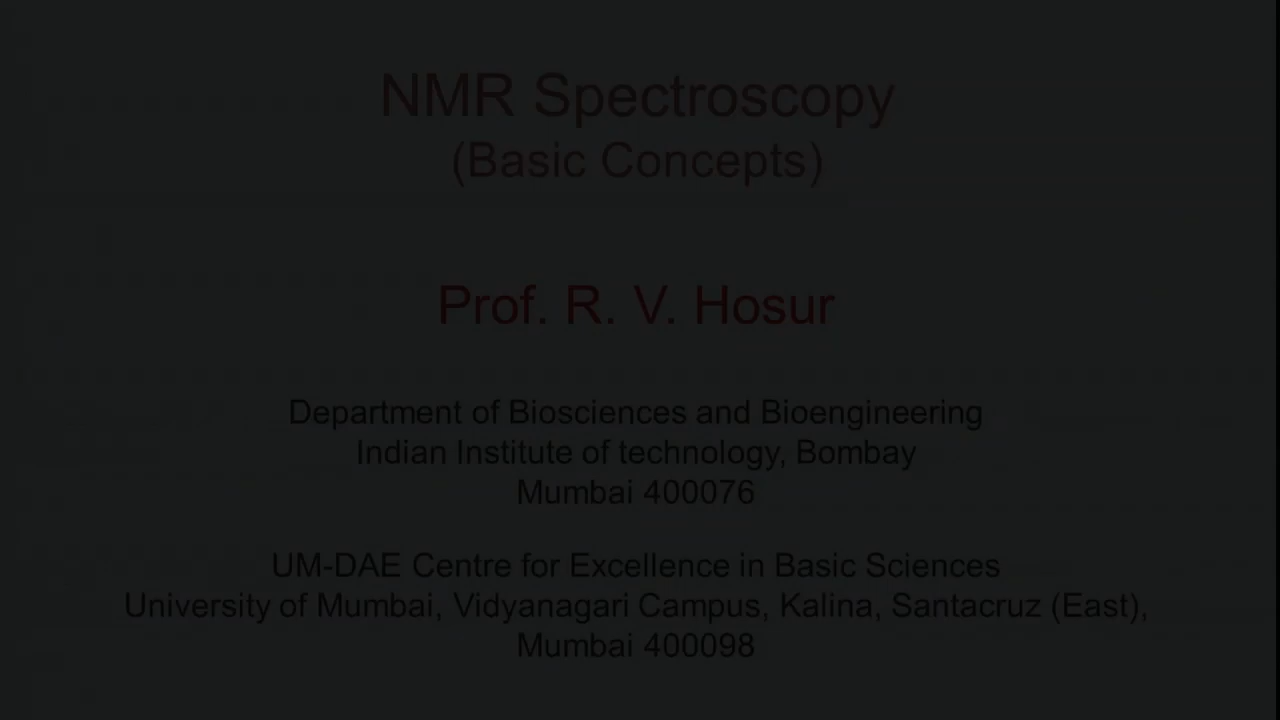 NMR Spectroscopy
(Basic Concepts)
Prof. R. V. Hosur
Department of Biosciences and Bioengineering
Indian Institute of technology, Bombay
Mumbai 400076
UM-DAE Centre for Excellence in Basic Sciences
University of Mumbai, Vidyanagari Campus, Kalina, Santacruz (East),
Mumbai 400098